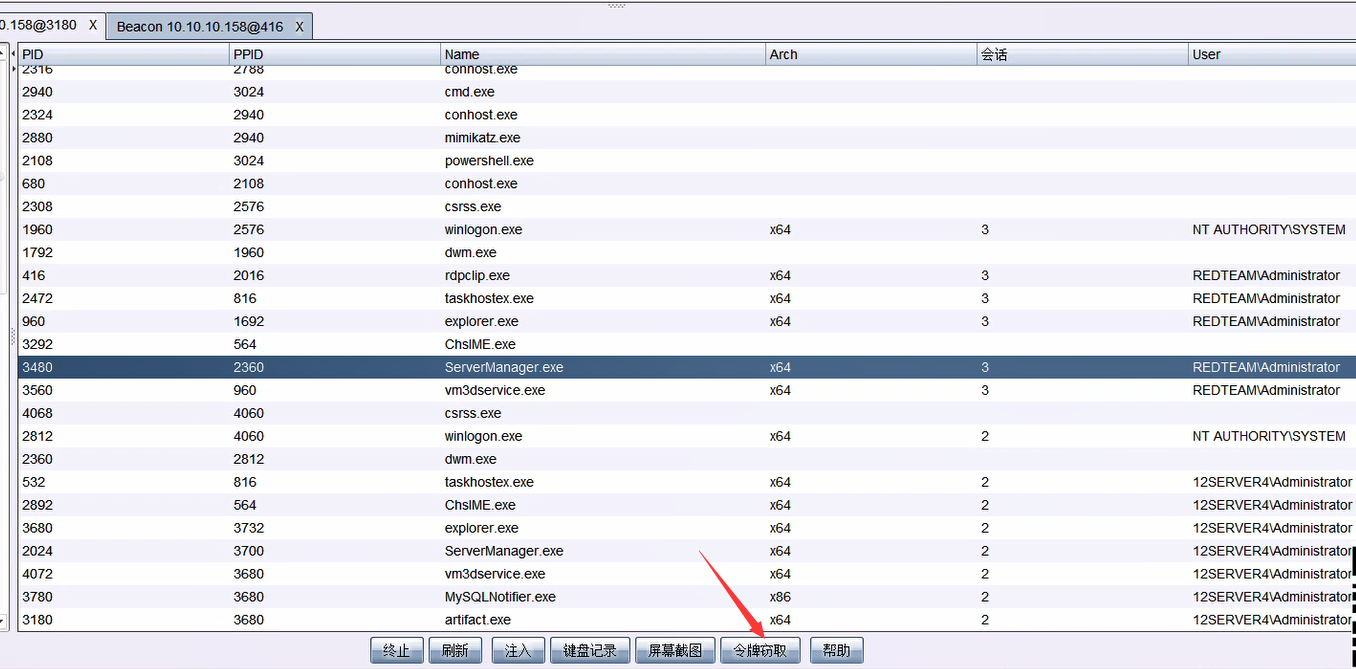 0.158@3180 X Beacon 10.10.10.158@416 X
PID PPID Name Arch 会话 User
2316 2788 conhost.exe
2940 3024 cmd.exe
2324 2940 conhost.exe
2880 2940 mimikatz.exe
2108 3024 powershell.exe
680 2108 conhost.exe
2308 2576 csrss.exe
1960 2576 winlogon.exe x64 3 NT AUTHORITY\SYSTEM
1792 1960 dwm.exe
416 2016 rdpclip.exe x64 3 REDTEAM\Administrator
2472 816 taskhostex.exe x64 3 REDTEAM\Administrator
960 1692 explorer.exe x64 3 REDTEAM\Administrator
3292 564 ChsIME.exe
3480 2360 ServerManager.exe x64 3 REDTEAM\Administrator
3560 960 vm3dservice.exe x64 3 REDTEAM\Administrator
4068 4060 csrss.exe
2812 4060 winlogon.exe x64 2 NT AUTHORITY\SYSTEM
2360 2812 dwm.exe
532 816 taskhostex.exe x64 2 12SERVER4\Administrator
2892 564 ChsIME.exe x64 2 12SERVER4\Administrator
3680 3732 explorer.exe x64 2 12SERVER4\Administrator
2024 3700 ServerManager.exe x64 2 12SERVER4\Administrator
4072 3680 vm3dservice.exe x64 2 12SERVER4\Administrator
3780 3680 MySQLNotifier.exe x86 2 12SERVER4\Administrator
3180 3680 artifact.exe x64 2 12SERVER4\Administrator
终止 刷新 注入 键盘记录 屏幕截图 令牌窃取 帮助